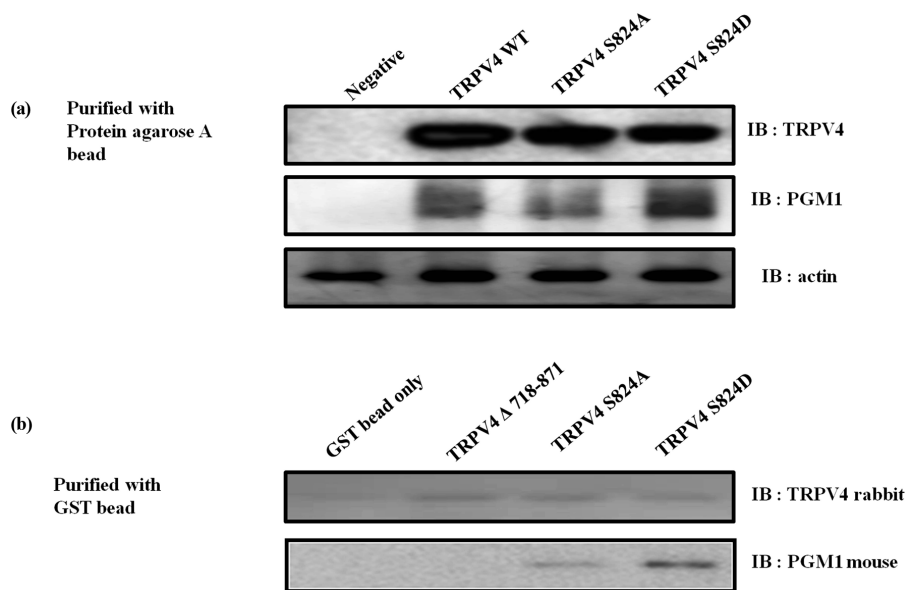 (a)
Purified with
Protein agarose A
bead
Negative
TRPV4 WT
TRPV4 S824A
TRPV4 S824D
IB : TRPV4
IB : PGM1
IB : actin
(b)
Purified with
GST bead
GST bead only
TRPV4 Δ 718-871
TRPV4 S824A
TRPV4 S824D
IB : TRPV4 rabbit
IB : PGM1 mouse